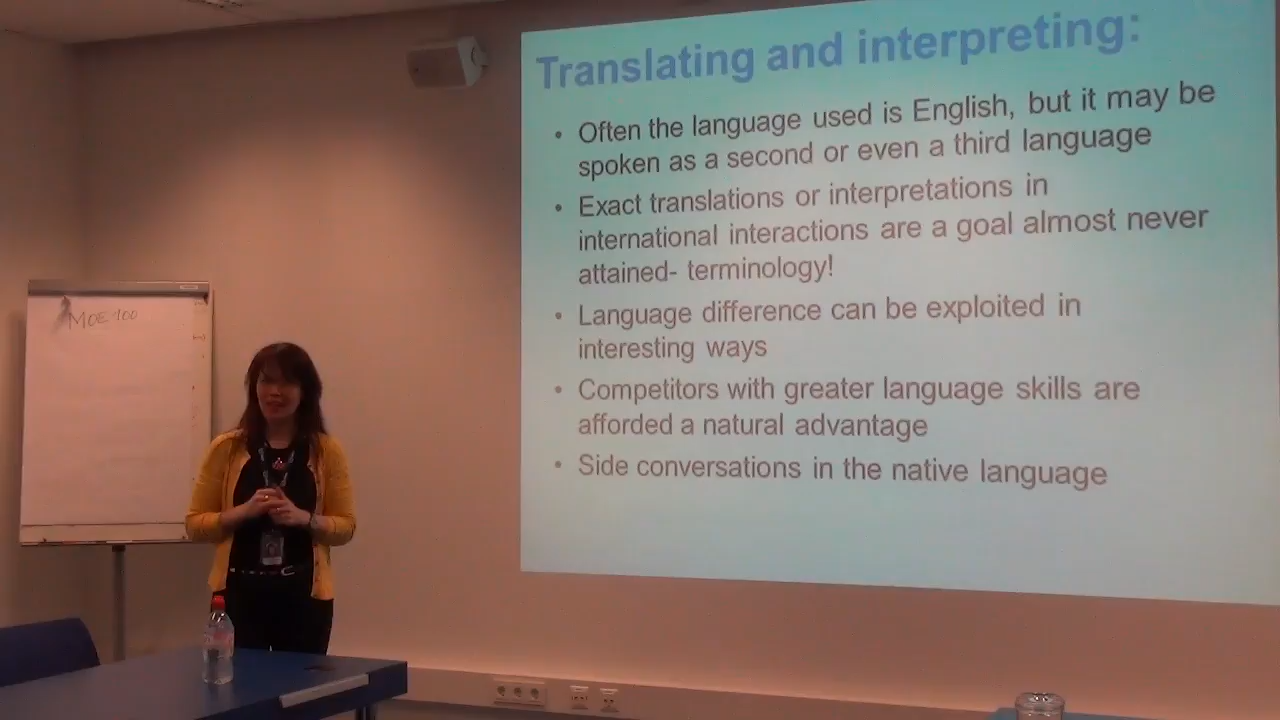 Translating and interpreting:
• Often the language used is English, but it may be
spoken as a second or even a third language
• Exact translations or interpretations in
international interactions are a goal almost never
attained- terminology!
• Language difference can be exploited in
interesting ways
• Competitors with greater language skills are
afforded a natural advantage
• Side conversations in the native language
MOE 100